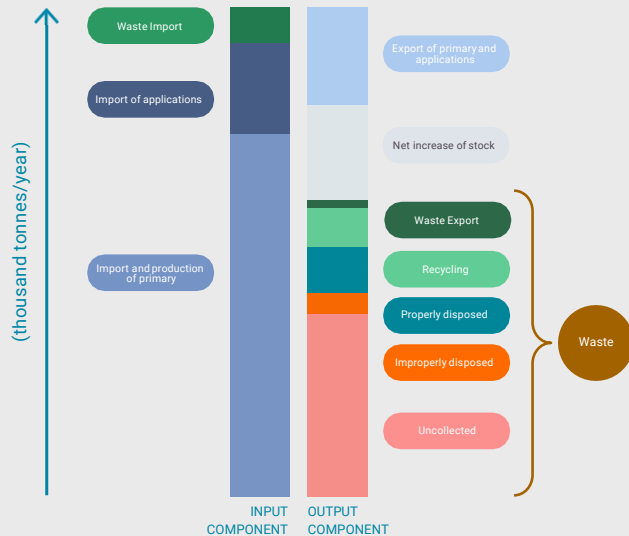 (thousand tonnes/year)
Waste Import
Import of applications
Import and production
of primary
Export of primary and
applications
Net increase of stock
Waste Export
Recycling
Properly disposed
Improperly disposed
Uncollected
Waste
INPUT
COMPONENT
OUTPUT
COMPONENT